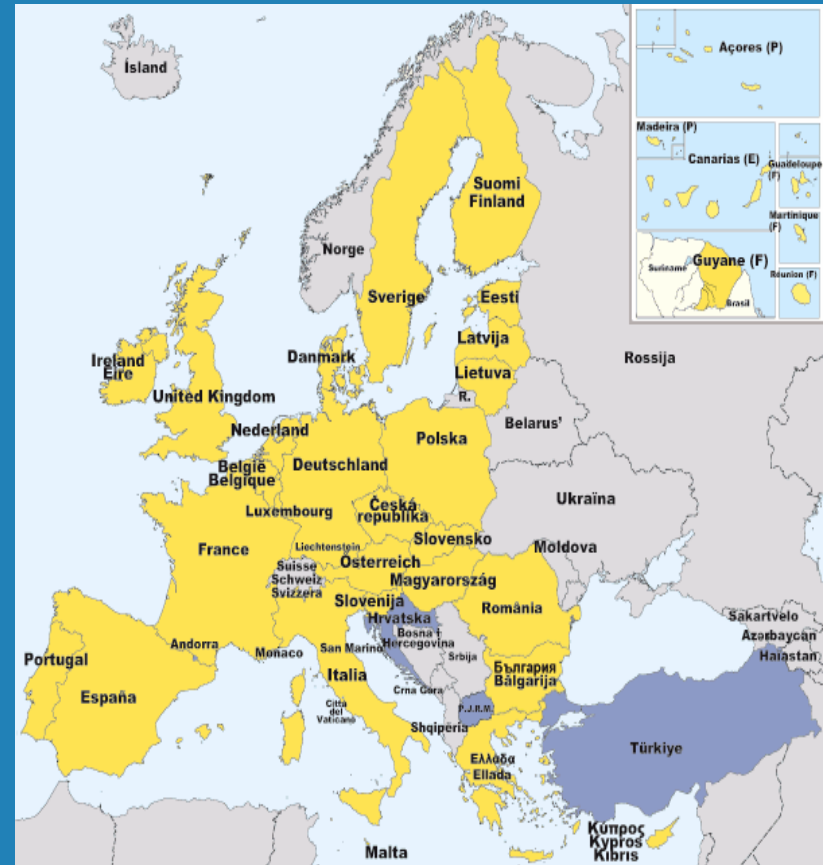 Ísland
Norge
Sverige
Suomi
Finland
Eesti
Latvija
Lietuva
R.
Danmark
Ireland
Éire
United Kingdom
Nederland
België
Belgique
Luxembourg
Deutschland
Polska
Belarus'
Rossija
Ukraïna
Moldova
Česká
republika
Slovensko
Liechtenstein
Österreich
Suisse
Schweiz
Svizzera
Magyarország
France
Slovenija
Hrvatska
Bosna i
Hercegovina
România
Srbija
Andorra
Monaco
San Marino
Portugal
España
Italia
Città
del
Vaticano
Crna Gora
България
Bălgarija
P.J.R.M.
Shqipëria
Ελλάδα
Ellada
Türkiye
Sakartvelo
Azərbaycan
Haiastan
Malta
Κύπρος
Kýpros
Kıbrıs
Açores (P)
Madeira (P)
Canarias (E)
Guadeloupe
(F)
Martinique
(F)
Guyane (F)
Suriname
Brasil
Réunion (F)